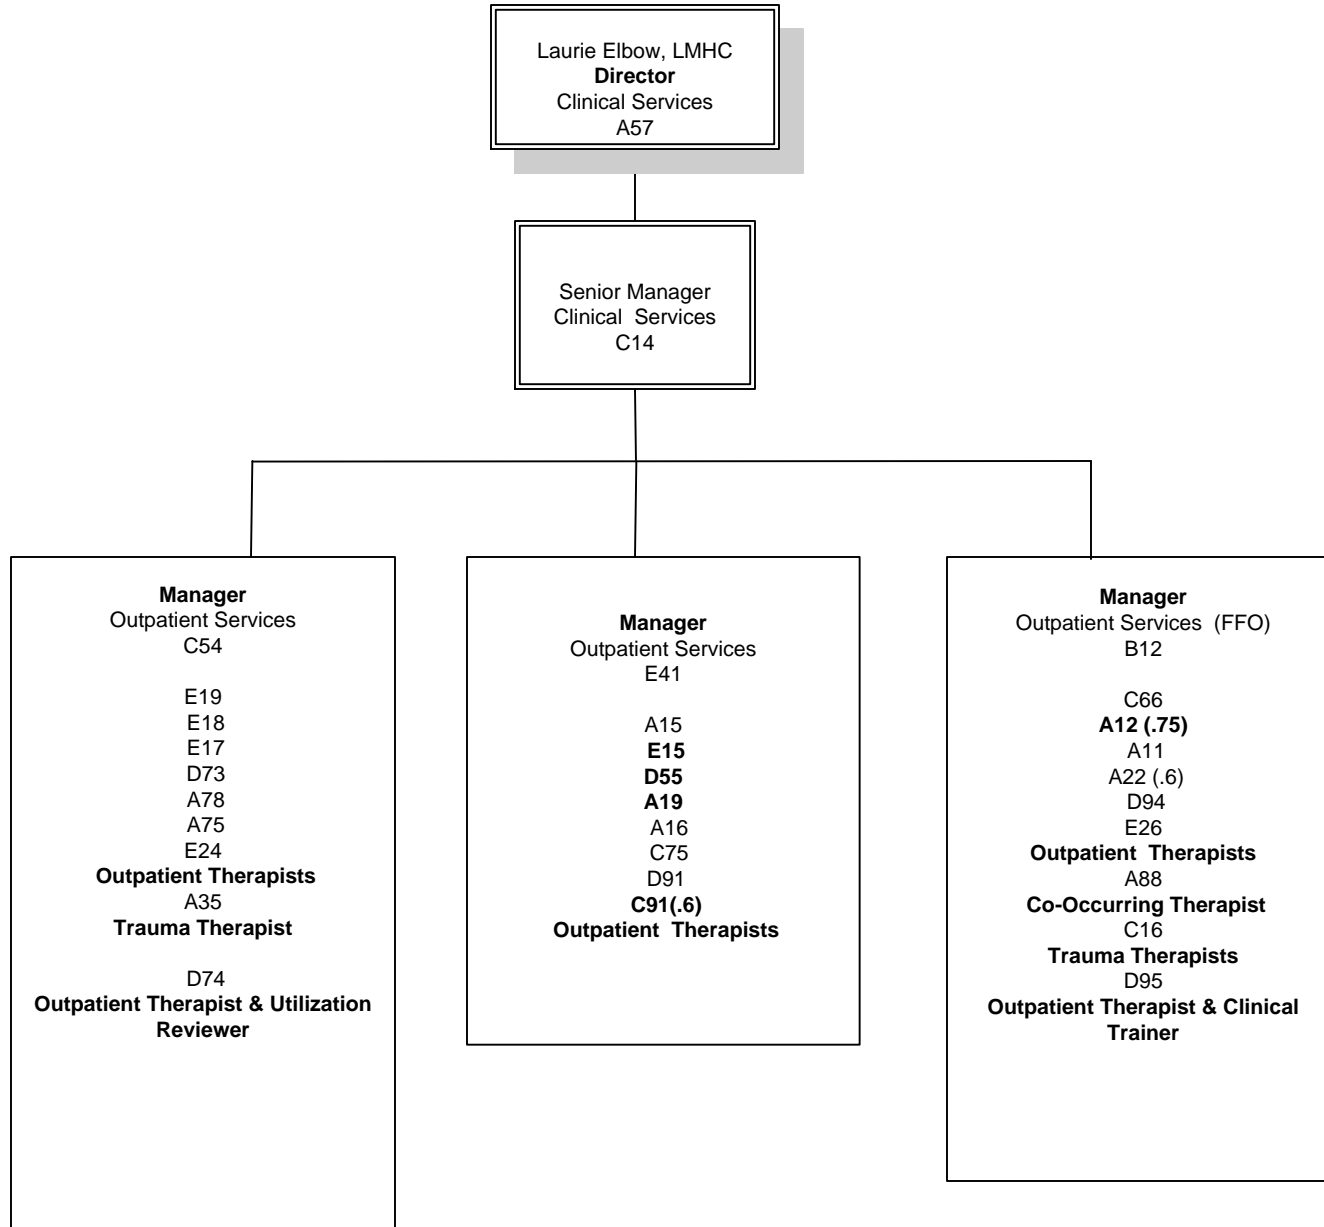 Laurie Elbow, LMHC
Director
Clinical Services
A57
Senior Manager
Clinical Services
C14
Manager
Outpatient Services
C54
E19
E18
E17
D73
A78
A75
E24
Outpatient Therapists
A35
Trauma Therapist
D74
Outpatient Therapist & Utilization
Reviewer
Manager
Outpatient Services
E41
A15
E15
D55
A19
A16
C75
D91
C91(.6)
Outpatient Therapists
Manager
Outpatient Services (FFO)
B12
C66
A12 (.75)
A11
A22 (.6)
D94
E26
Outpatient Therapists
A88
Co-Occurring Therapist
C16
Trauma Therapists
D95
Outpatient Therapist & Clinical
Trainer